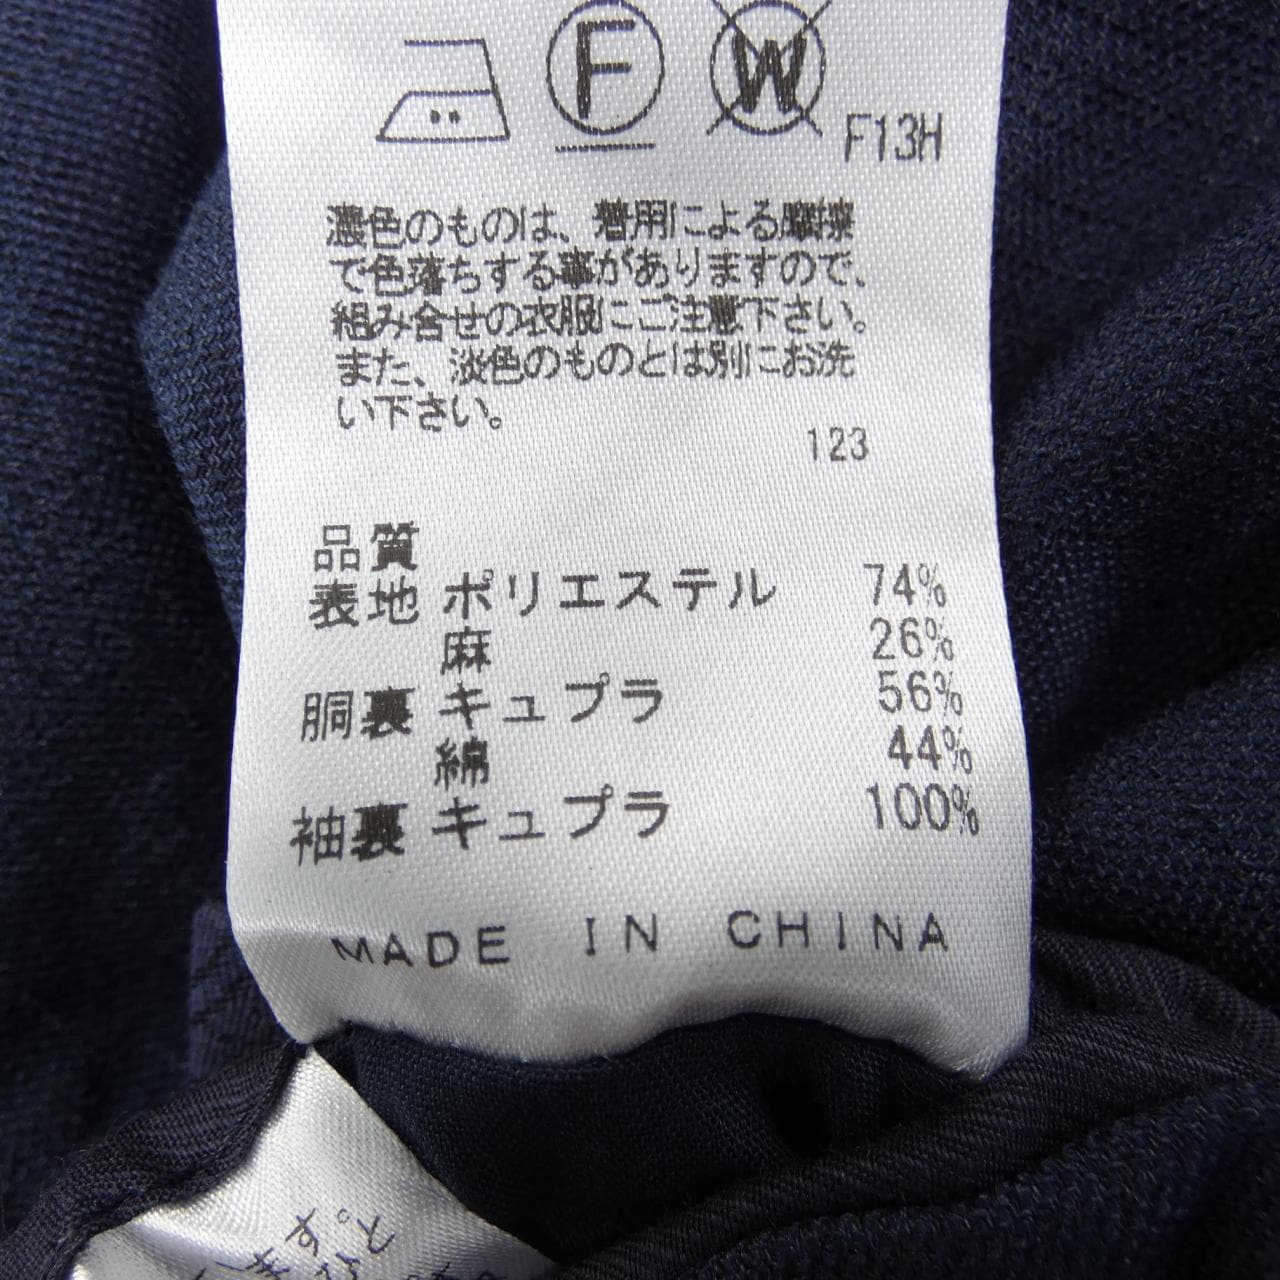 F W
F13H
濃色のものは、着用による摩擦
で色落ちする事がありますので、
組み合せの衣服にご注意下さい。
また、淡色のものとは別にお洗
い下さい。
123
品質
表地 ポリエステル 74%
麻 26%
胴裏 キュプラ 56%
綿 44%
袖裏 キュプラ 100%
MADE IN CHINA